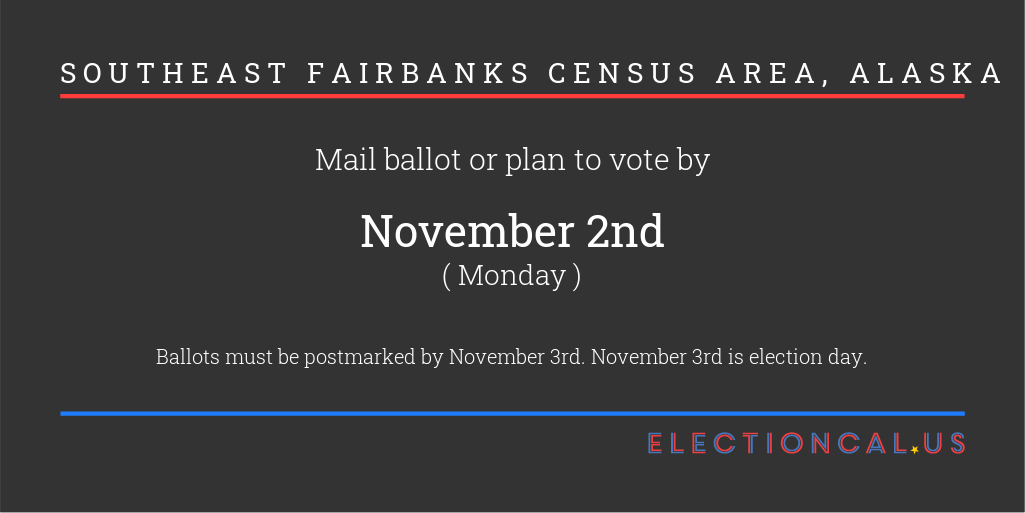 SOUTHEAST FAIRBANKS CENSUS AREA, ALASKA
Mail ballot or plan to vote by
November 2nd
( Monday )
Ballots must be postmarked by November 3rd. November 3rd is election day.
ELECTIONCAL.US